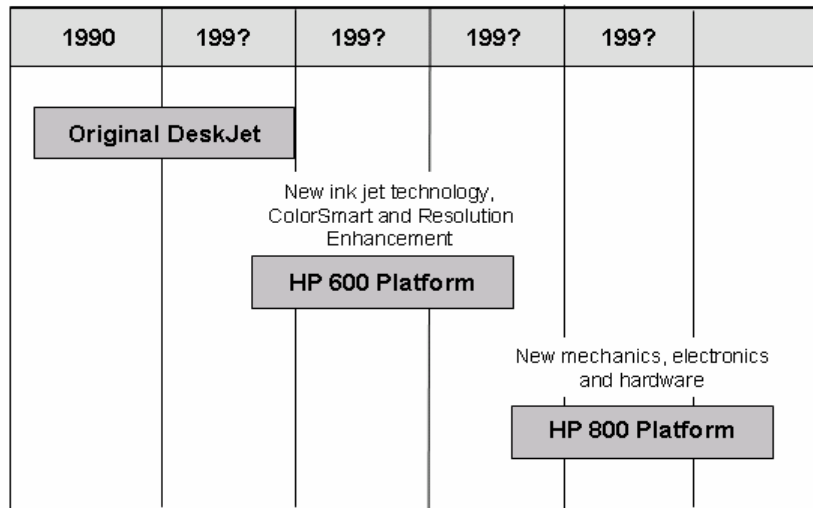 1990 199? 199? 199? 199?
Original DeskJet
New ink jet technology,
ColorSmart and Resolution
Enhancement
HP 600 Platform
New mechanics, electronics
and hardware
HP 800 Platform